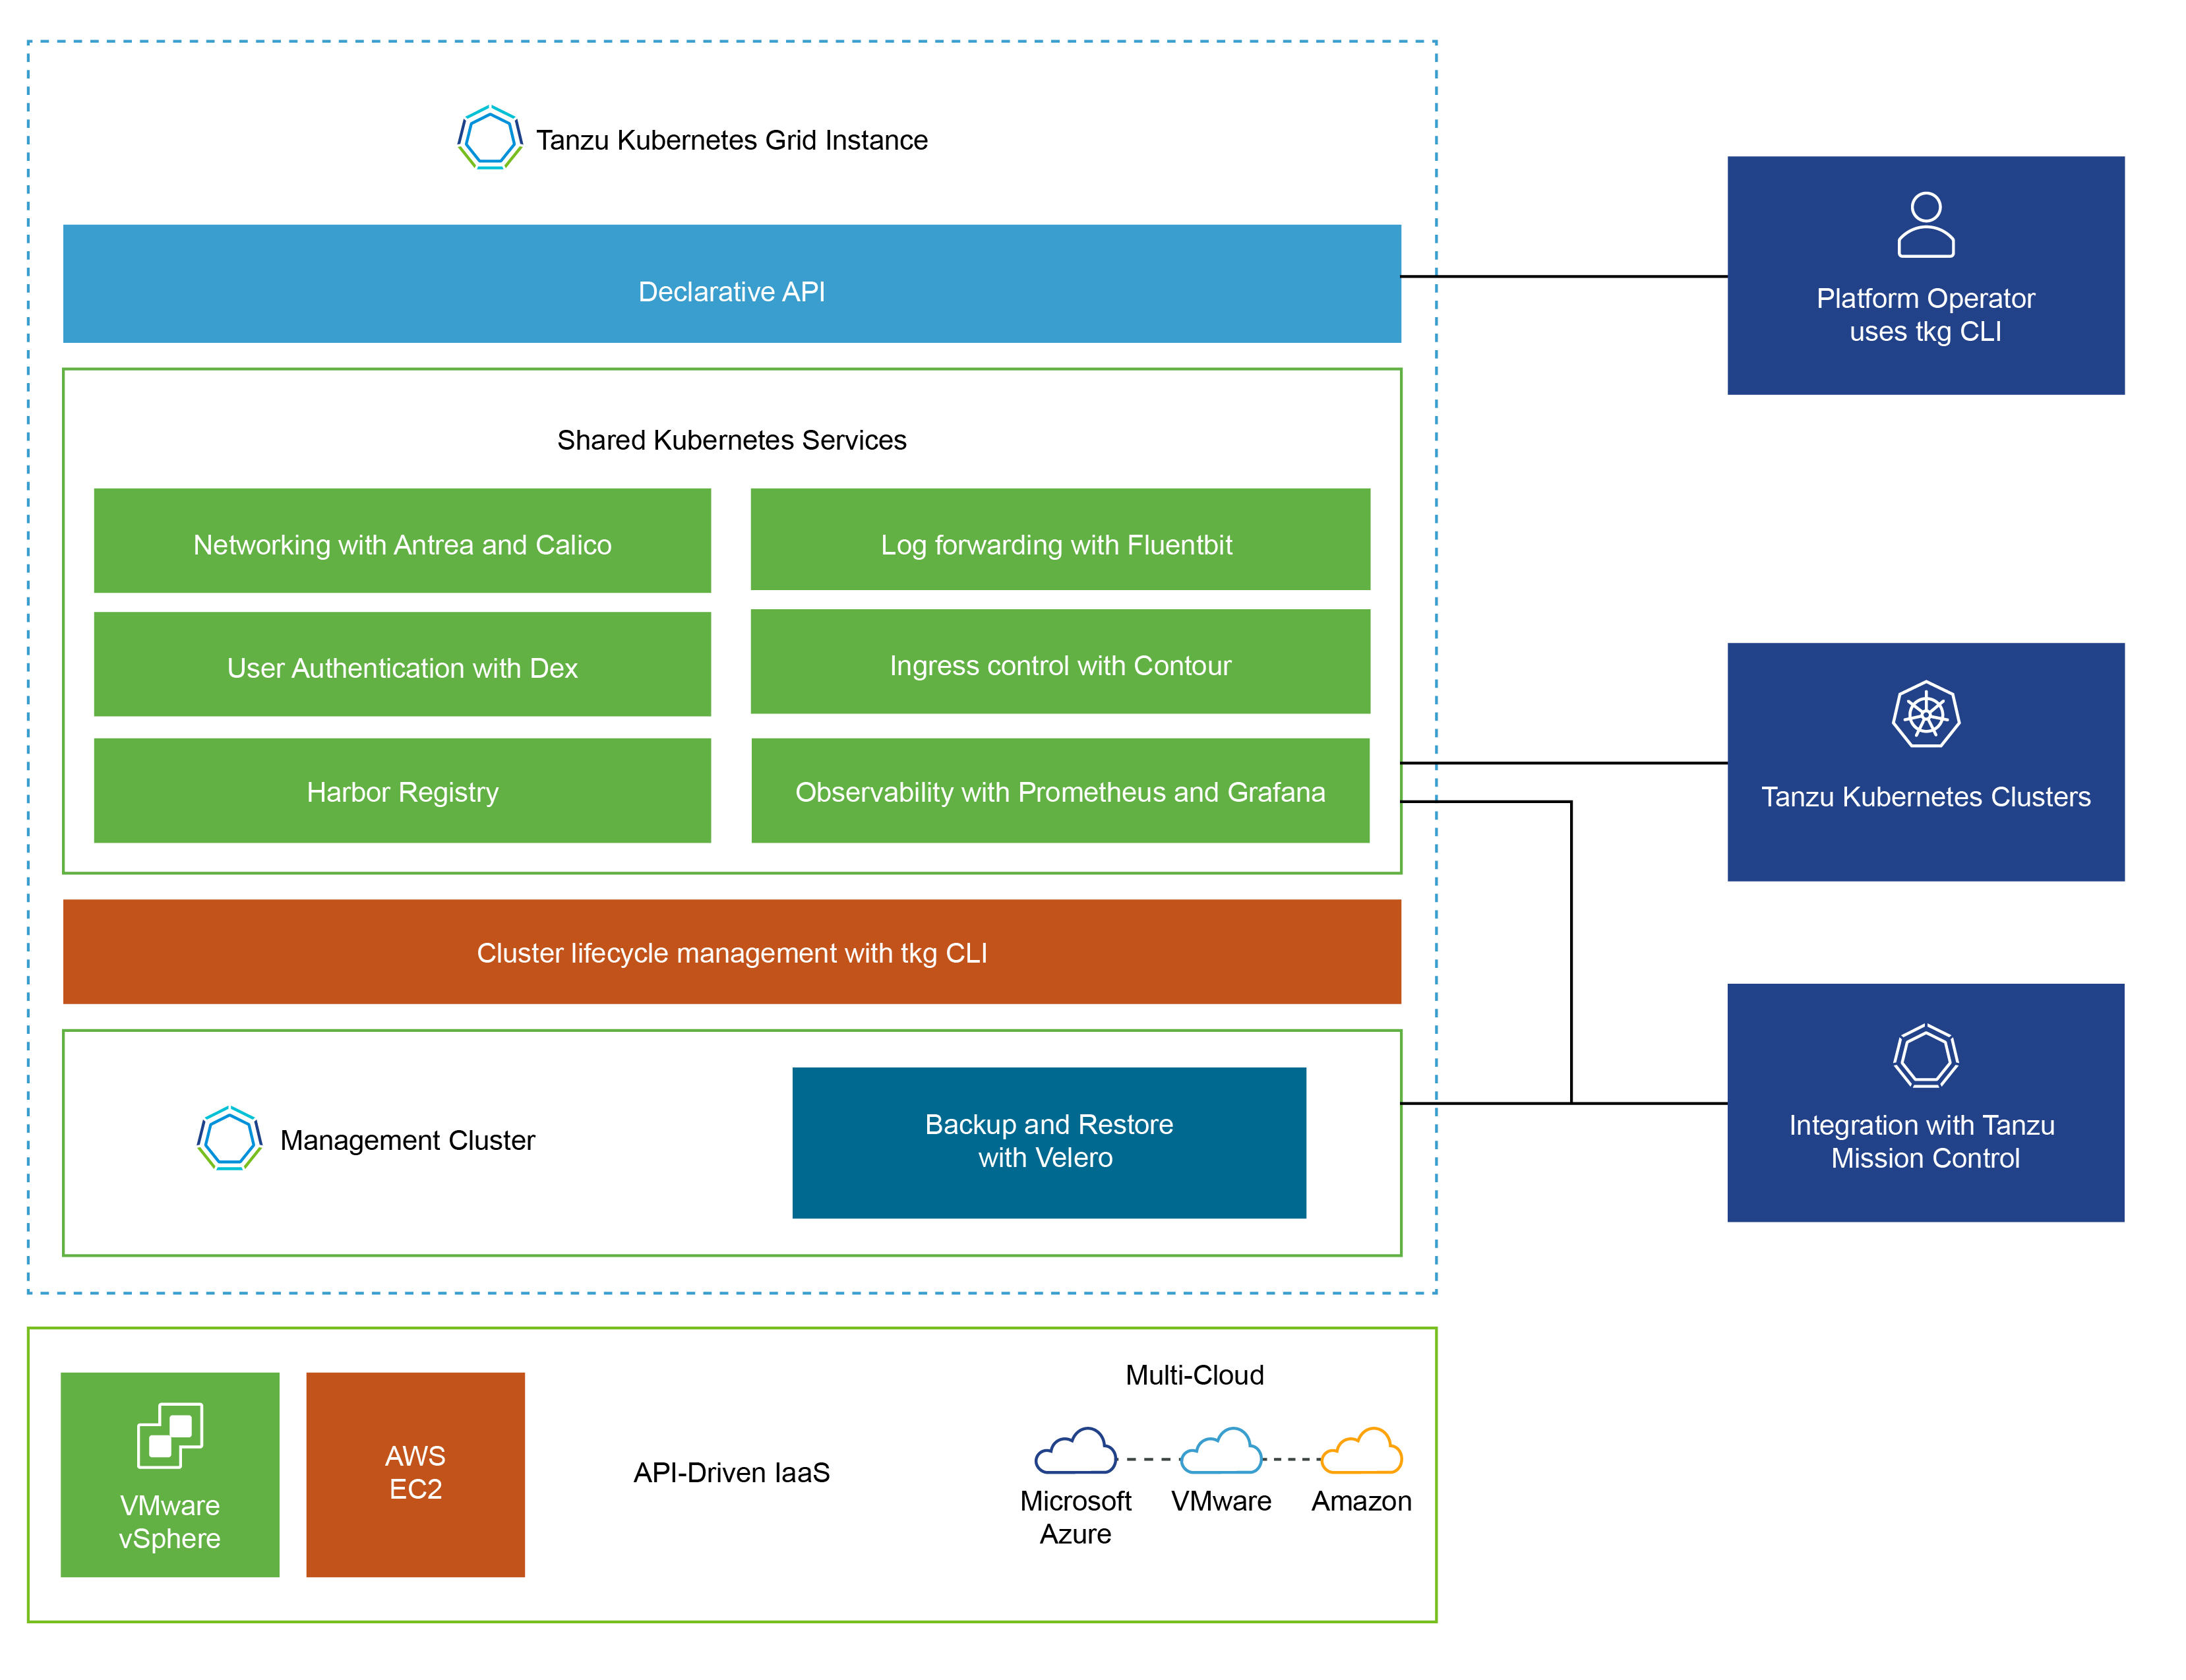 Tanzu Kubernetes Grid Instance
Declarative API
Shared Kubernetes Services
Networking with Antrea and Calico
Log forwarding with Fluentbit
User Authentication with Dex
Ingress control with Contour
Harbor Registry
Observability with Prometheus and Grafana
Cluster lifecycle management with tkg CLI
Management Cluster
Backup and Restore
with Velero
Platform Operator
uses tkg CLI
Tanzu Kubernetes Clusters
Integration with Tanzu
Mission Control
VMware
vSphere
AWS
EC2
API-Driven IaaS
Multi-Cloud
Microsoft
Azure
VMware
Amazon